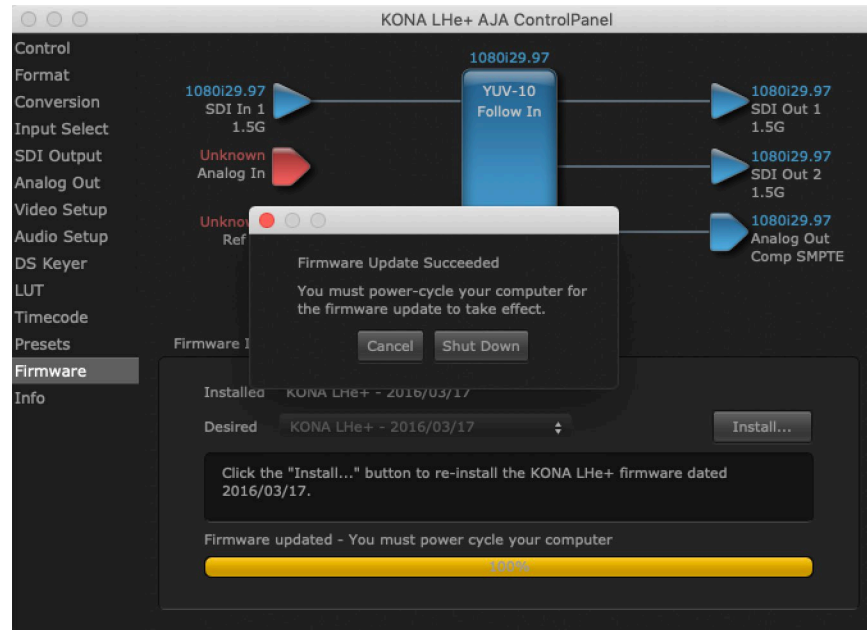 KONA LHe+ AJA ControlPanel
Control
Format
Conversion
Input Select
SDI Output
Analog Out
Video Setup
Audio Setup
DS Keyer
LUT
Timecode
Presets
Firmware
Info
1080i29.97
YUV-10
Follow In
1080i29.97
SDI In 1
1.5G
Unknown
Analog In
Ref
1080i29.97
SDI Out 1
1.5G
1080i29.97
SDI Out 2
1.5G
1080i29.97
Analog Out
Comp SMPTE
Firmware Update Succeeded
You must power-cycle your computer for
the firmware update to take effect.
Cancel Shut Down
Firmware
Installed KONA LHe+ - 2016/03/17
Desired KONA LHe+ - 2016/03/17 Install...
Click the "Install..." button to re-install the KONA LHe+ firmware dated
2016/03/17.
Firmware updated - You must power cycle your computer
100%